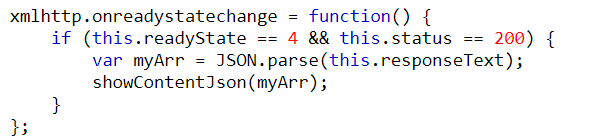 xmlhttp.onreadystatechange = function() {
    if (this.readyState == 4 && this.status == 200) {
        var myArr = JSON.parse(this.responseText);
        showContentJson(myArr);
    }
};